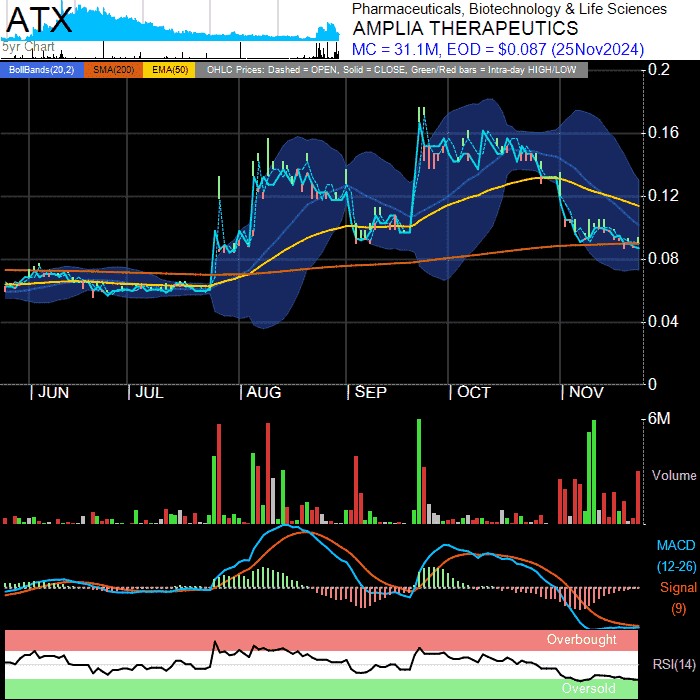 ATX
5yr Chart
Pharmaceuticals, Biotechnology & Life Sciences
AMPLIA THERAPEUTICS
MC = 31.1M, EOD = $0.087 (25Nov2024)
BollBands(20,2) SMA(200) EMA(50) OHLC Prices: Dashed = OPEN, Solid = CLOSE, Green/Red bars = Intra-day HIGH/LOW
0.2
0.16
0.12
0.08
0.04
0
| JUN | JUL | AUG | SEP | OCT | NOV
6M
Volume
MACD
(12-26)
Signal
(9)
Overbought
RSI(14)
Oversold